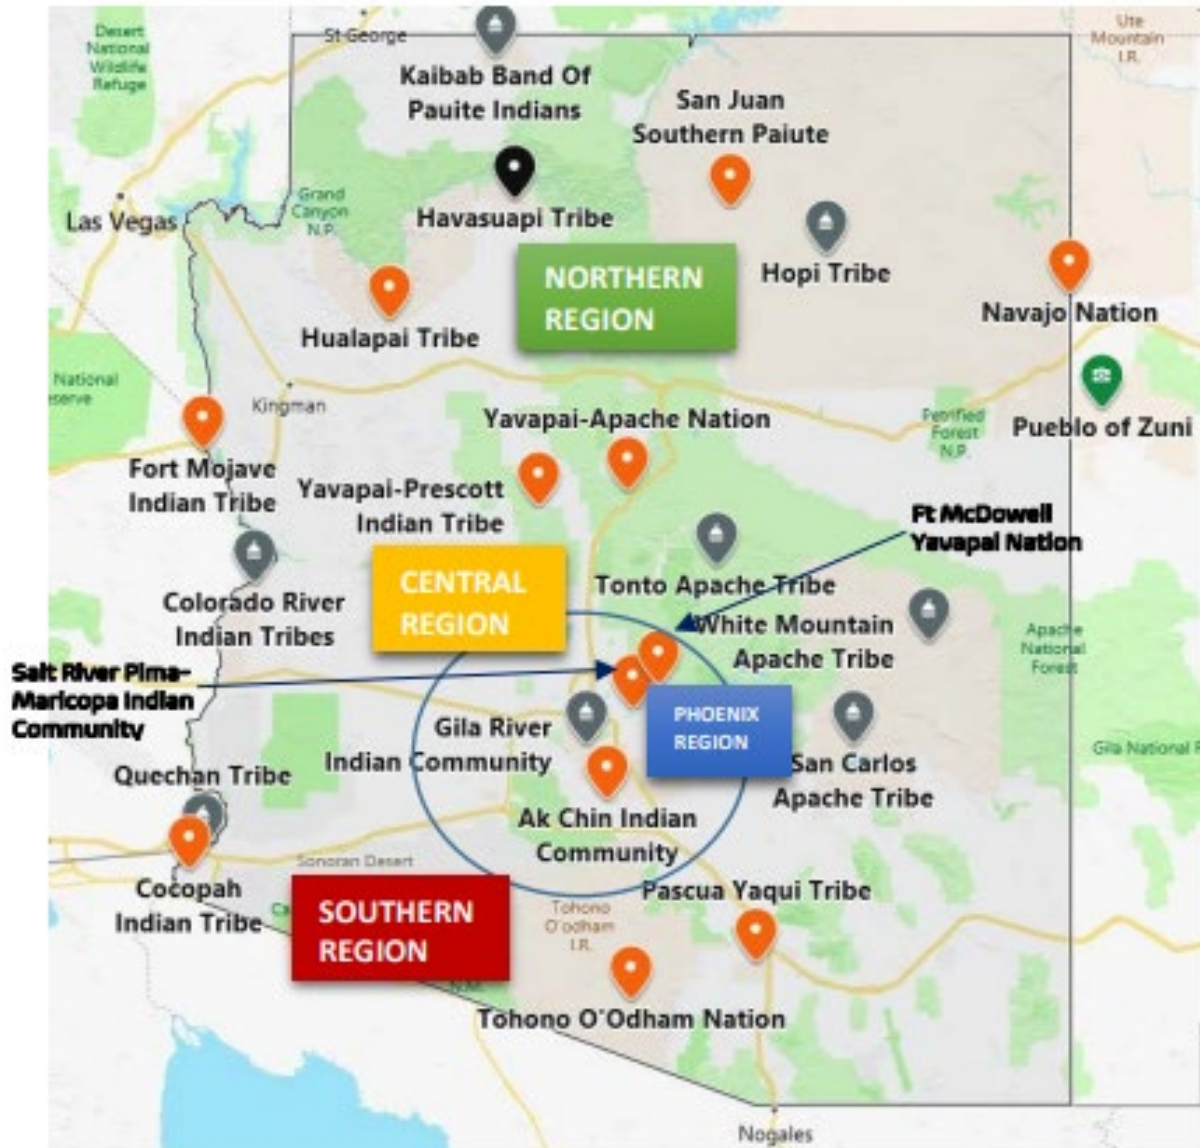 Desert
National
Wildlife
Refuge
St George
Ute
Mountain
I.R.
Kaibab Band Of
Pauite Indians
San Juan
Southern Paiute
Las Vegas
Grand
Canyon
N.P.
Havasuapi Tribe
Hopi Tribe
NORTHERN
REGION
Hualapai Tribe
Navajo Nation
National
eserve
Kingman
Yavapai-Apache Nation
Petrified
Forest
N.P.
Pueblo of Zuni
Fort Mojave
Indian Tribe
Yavapai-Prescott
Indian Tribe
Ft McDowell
Yavapai Nation
CENTRAL
REGION
Tonto Apache Tribe
Colorado River
Indian Tribes
White Mountain
Apache Tribe
Apache
National
Forest
Salt River Pima-
Maricopa Indian
Community
Gila River
Indian Community
PHOENIX
REGION
Gila National F
San Carlos
Apache Tribe
Quechan Tribe
Ak Chin Indian
Community
Sonoran Desert
Cocopah
Indian Tribe
Ca
SOUTHERN
REGION
Pascua Yaqui Tribe
Tohono
O'odham
I.R.
N.M.
Tohono O'Odham Nation
Nogales